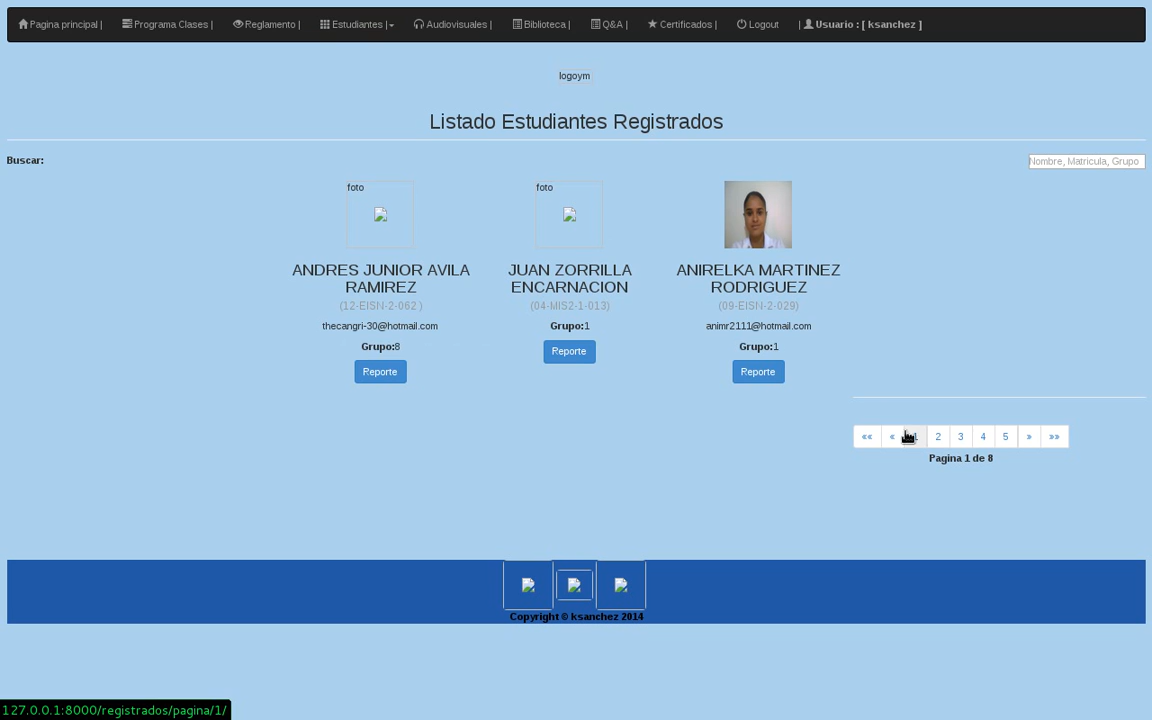 Pagina principal | Programa Clases | Reglamento | Estudiantes | Audiovisuales | Biblioteca | Q&A | Certificados | Logout | Usuario : [ ksanchez ]
logoym
Listado Estudiantes Registrados
Buscar: Nombre, Matricula, Grupo
foto foto
ANDRES JUNIOR AVILA RAMIREZ
(12-EISN-2-062 )
thecangri-30@hotmail.com
Grupo:8
Reporte
JUAN ZORRILLA ENCARNACION
(04-MIS2-1-013)
Grupo:1
Reporte
ANIRELKA MARTINEZ RODRIGUEZ
(09-EISN-2-029)
animr2111@hotmail.com
Grupo:1
Reporte
«« « 1 2 3 4 5 » »»
Pagina 1 de 8
Copyright © ksanchez 2014
127.0.0.1:8000/registrados/pagina/1/